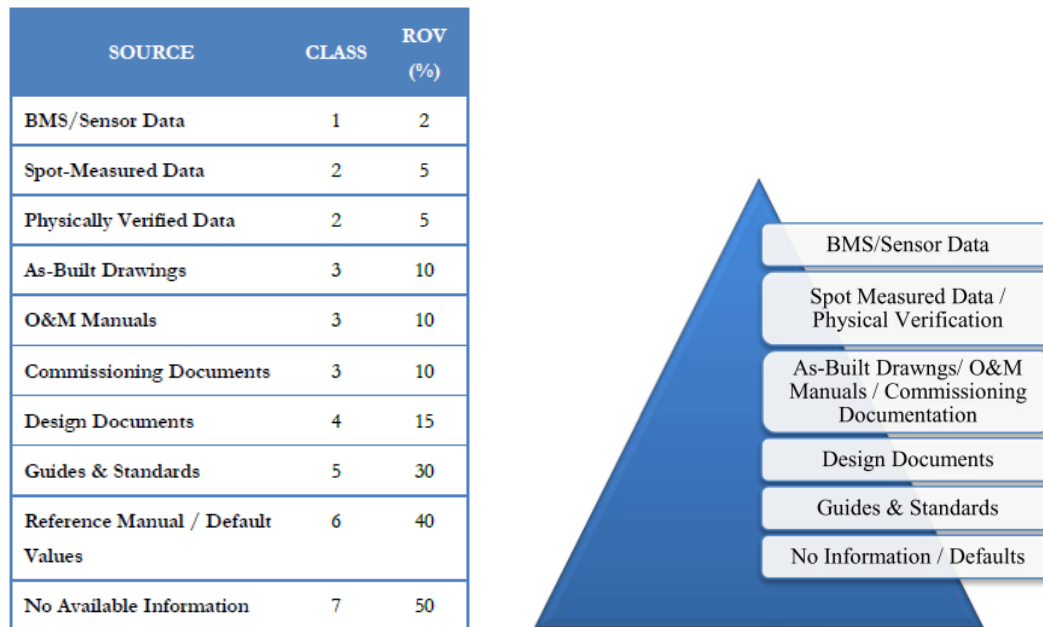 SOURCE CLASS ROV (%)
BMS/Sensor Data 1 2
Spot-Measured Data 2 5
Physically Verified Data 2 5
As-Built Drawings 3 10
O&M Manuals 3 10
Commissioning Documents 3 10
Design Documents 4 15
Guides & Standards 5 30
Reference Manual / Default 6 40
Values
No Available Information 7 50
BMS/Sensor Data
Spot Measured Data /
Physical Verification
As-Built Drawngs/ O&M
Manuals / Commissioning
Documentation
Design Documents
Guides & Standards
No Information / Defaults